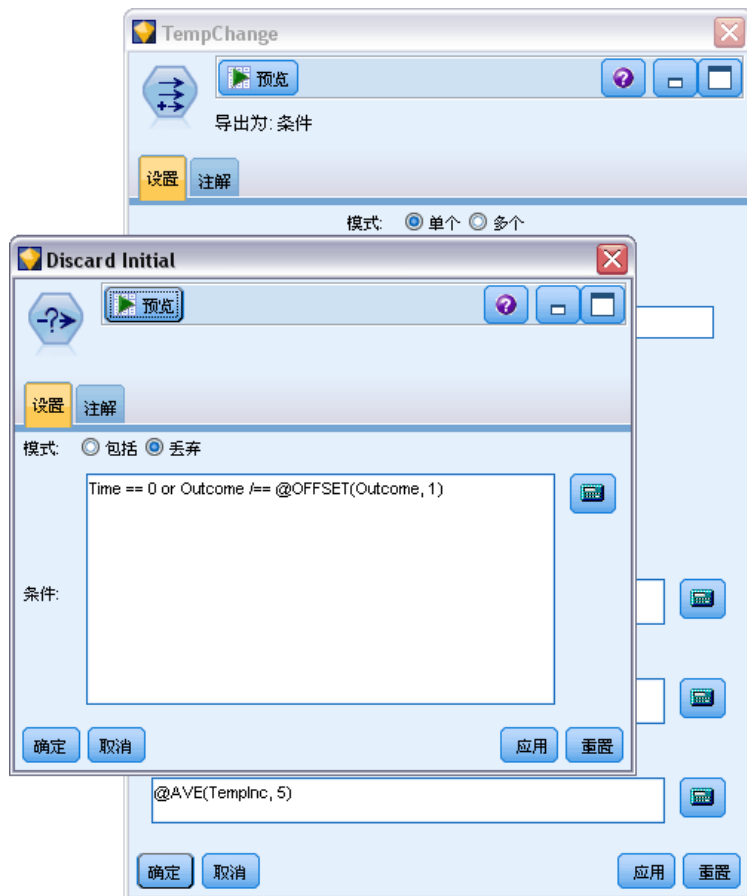 TempChange
预览
导出为: 条件
设置 注解
模式: 单个 多个
Discard Initial
预览
设置 注解
模式: 包括 丢弃
Time == 0 or Outcome /== @OFFSET(Outcome, 1)
条件:
确定 取消 应用 重置
@AVE(TempInc, 5)
确定 取消 应用 重置